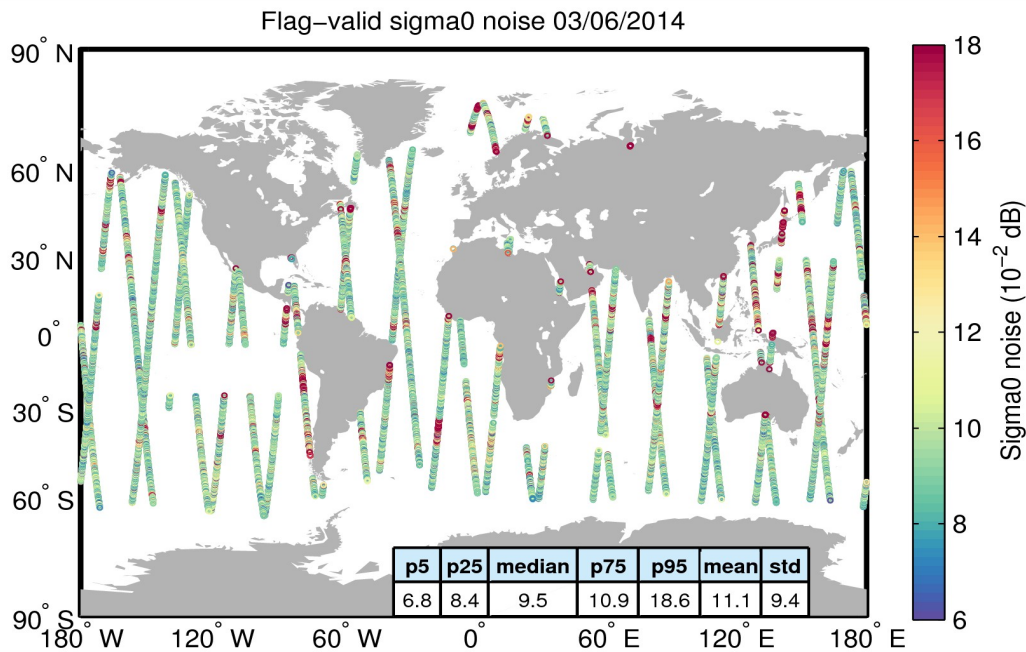 Flag−valid sigma0 noise 03/06/2014
90° N
60° N
30° N
0°
30° S
60° S
90° S
180° W
120° W
60° W
0°
60° E
120° E
180° E
p5 p25 median p75 p95 mean std
6.8 8.4 9.5 10.9 18.6 11.1 9.4
18
16
14
12
10
8
6
Sigma0 noise (10⁻² dB)